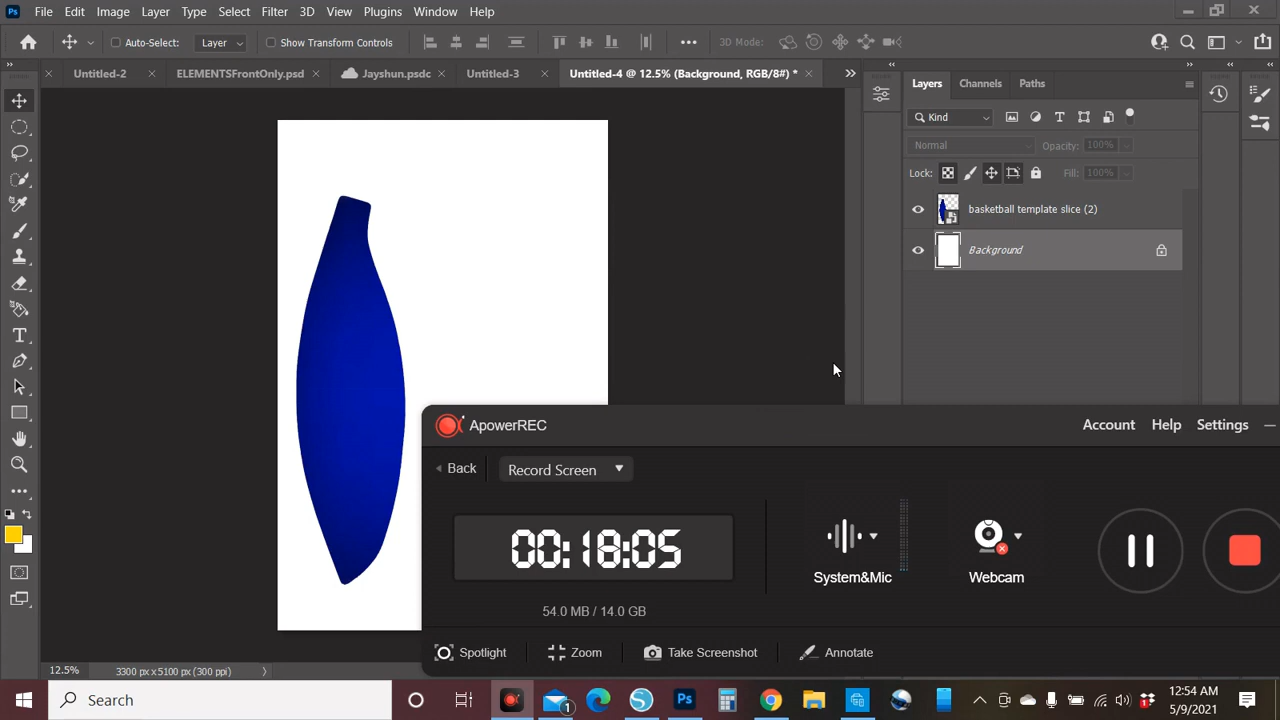 Ps File Edit Image Layer Type Select Filter 3D View Plugins Window Help
Auto-Select: Layer Show Transform Controls 3D Mode:
Untitled-2 ELEMENTSFrontOnly.psd Jayshun.psdc Untitled-3 Untitled-4 @ 12.5% (Background, RGB/8#) *
Layers Channels Paths
Kind
Normal Opacity: 100%
Lock: Fill: 100%
basketball template slice (2)
Background
ApowerREC Account Help Settings
Back Record Screen
00:18:05
System&Mic Webcam
54.0 MB / 14.0 GB
Spotlight Zoom Take Screenshot Annotate
12.5% 3300 px x 5100 px (300 ppi)
Search 1 Ps 12:54 AM
5/9/2021